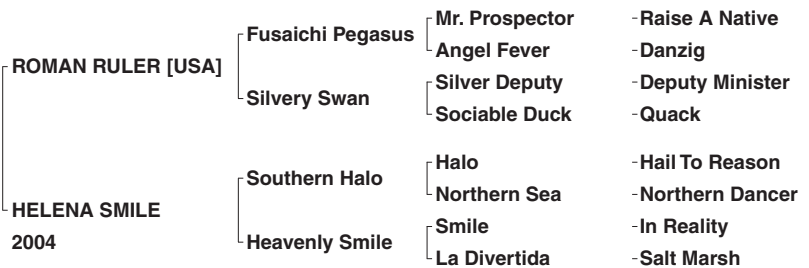 Mr. Prospector -Raise A Native
Fusaichi Pegasus
Angel Fever -Danzig
ROMAN RULER [USA]
Silver Deputy -Deputy Minister
Silvery Swan
Sociable Duck -Quack
Halo -Hail To Reason
Southern Halo
Northern Sea -Northern Dancer
HELENA SMILE
Smile -In Reality
2004
Heavenly Smile
La Divertida -Salt Marsh